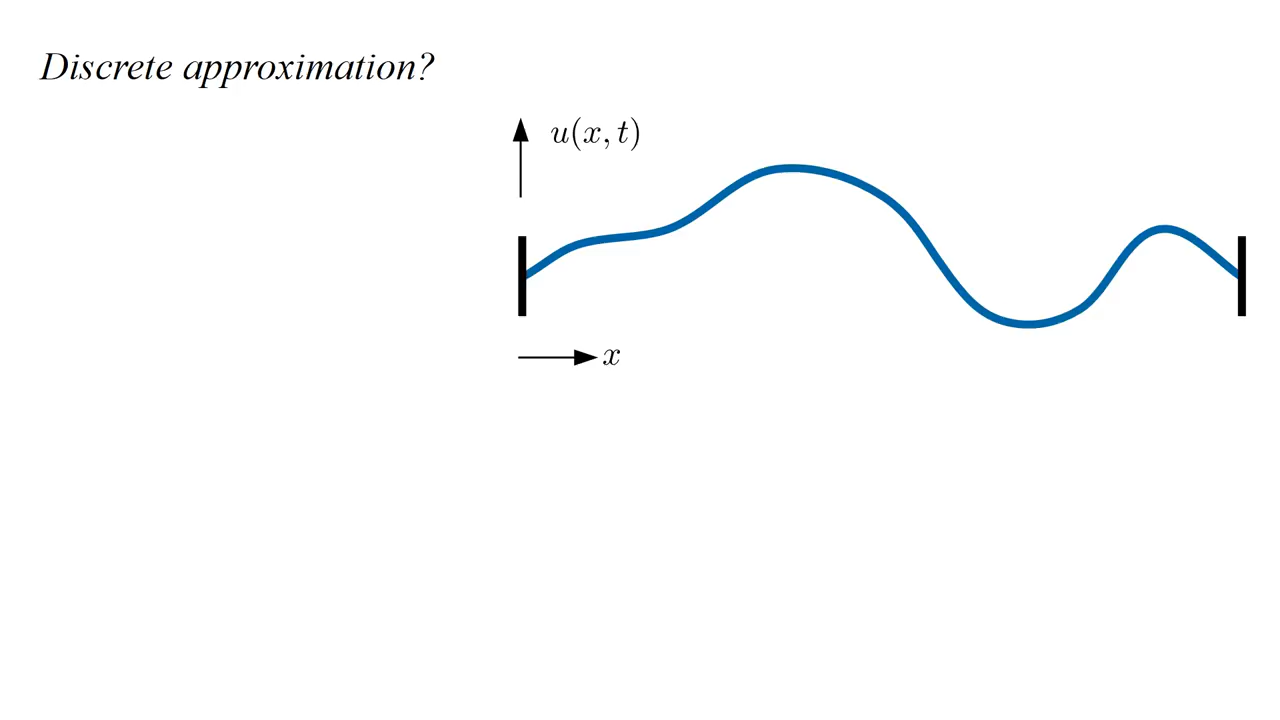 Discrete approximation?
u(x, t)
x